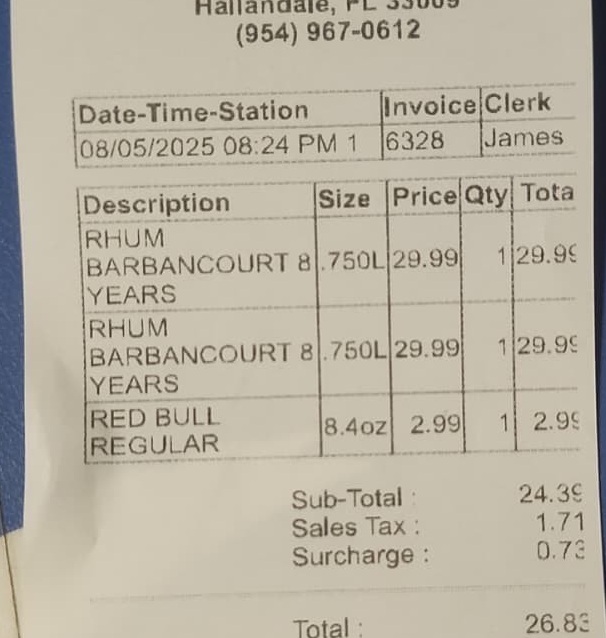 Hallandale, FL 33009
(954) 967-0612
Date-Time-Station Invoice Clerk
08/05/2025 08:24 PM 1 6328 James
Description Size Price Qty Tota
RHUM
BARBANCOURT 8 .750L 29.99 1 29.99
YEARS
RHUM
BARBANCOURT 8 .750L 29.99 1 29.99
YEARS
RED BULL
REGULAR 8.4oz 2.99 1 2.99
Sub-Total : 24.39
Sales Tax : 1.71
Surcharge : 0.73
Total : 26.83